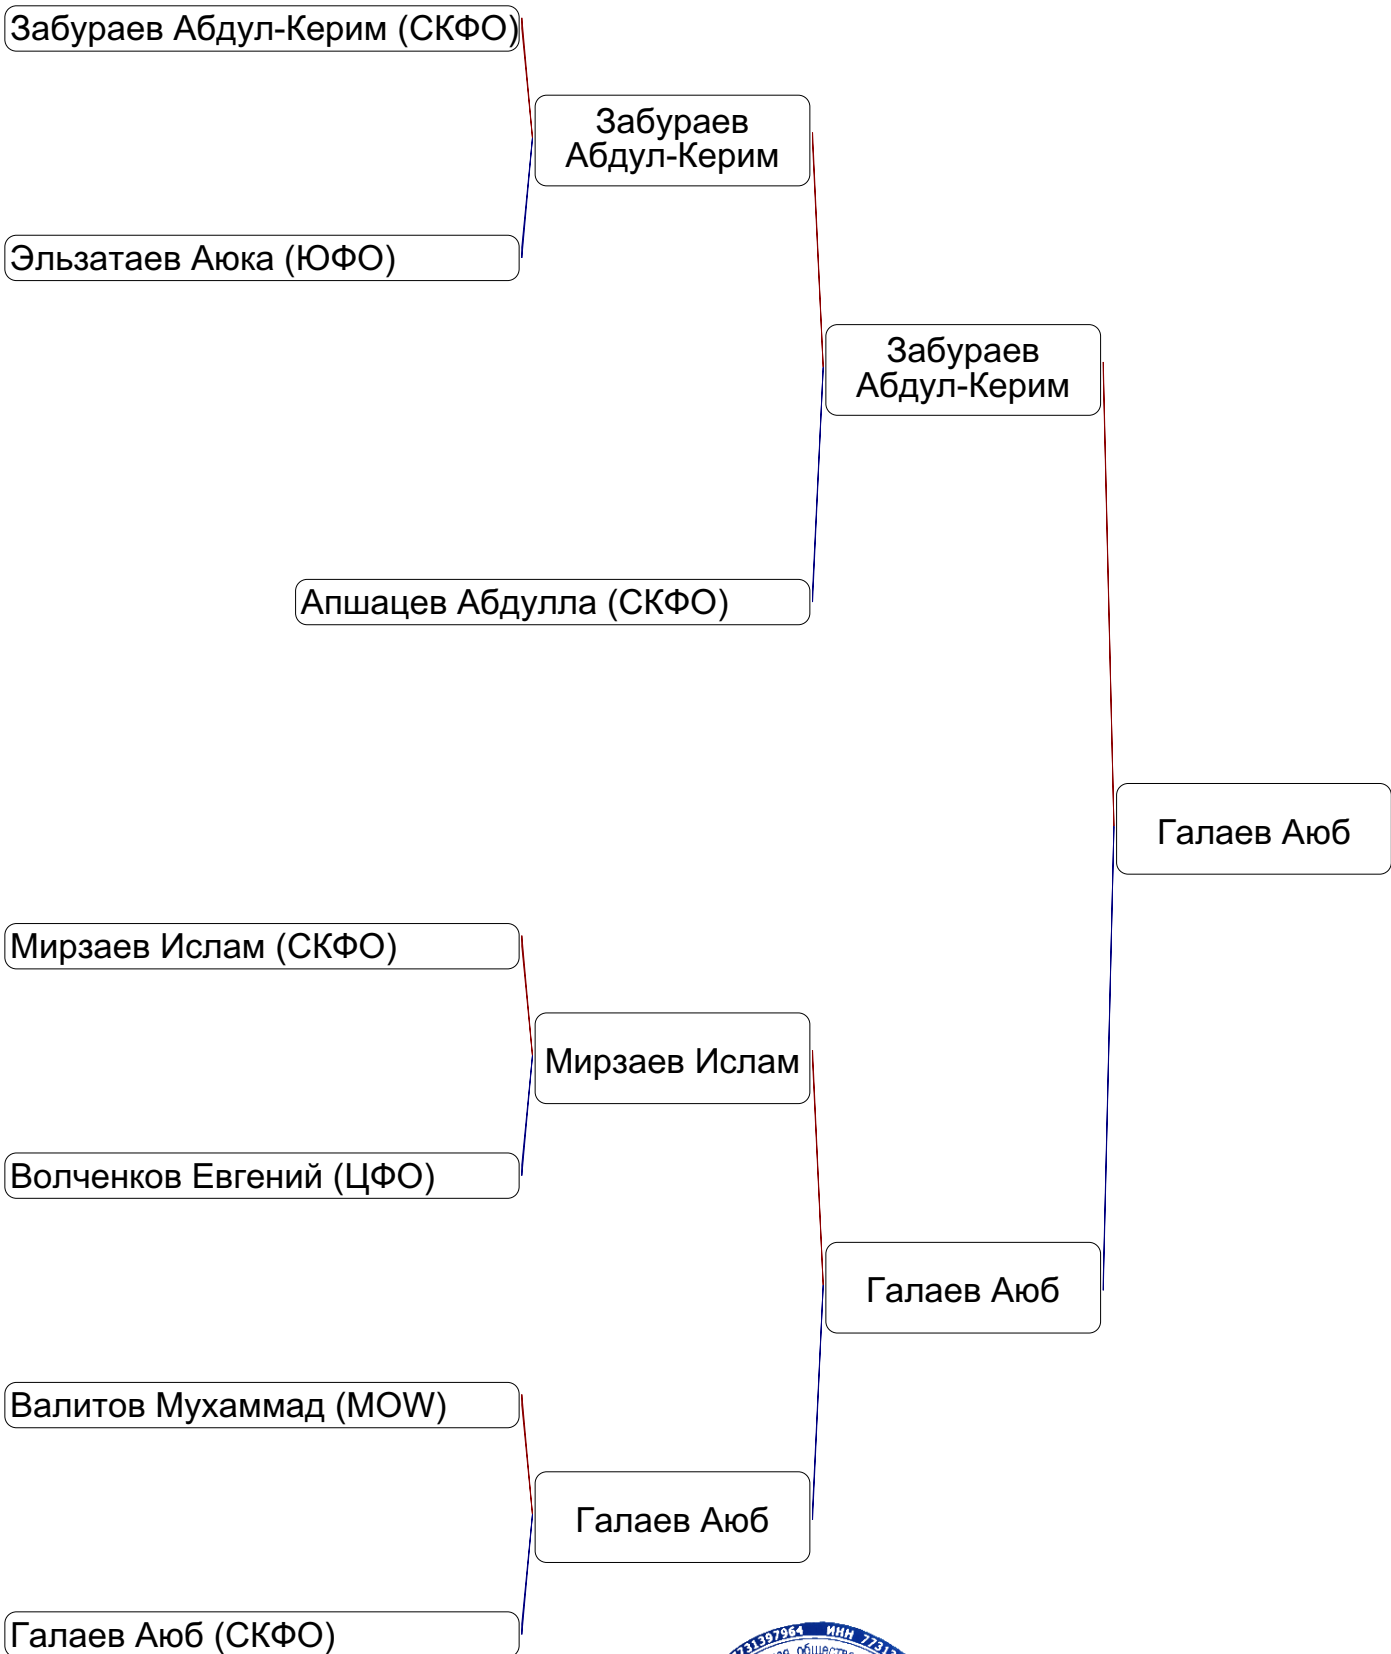 Забураев Абдул-Керим (СКФО)
Забураев
Абдул-Керим
Эльзатаев Аюка (ЮФО)
Забураев
Абдул-Керим
Апшацев Абдулла (СКФО)
Галаев Аюб
Мирзаев Ислам (СКФО)
Мирзаев Ислам
Волченков Евгений (ЦФО)
Галаев Аюб
Валитов Мухаммад (MOW)
Галаев Аюб
Галаев Аюб (СКФО)
ИНН